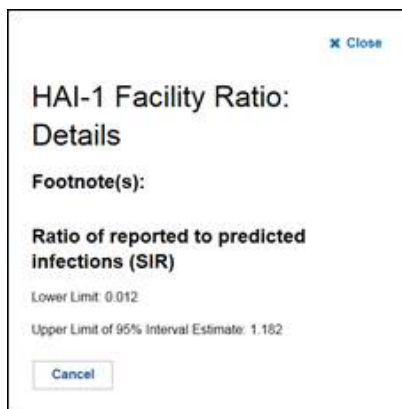 ✖ Close
HAI-1 Facility Ratio:
Details
Footnote(s):
Ratio of reported to predicted
infections (SIR)
Lower Limit: 0.012
Upper Limit of 95% Interval Estimate: 1.182
Cancel